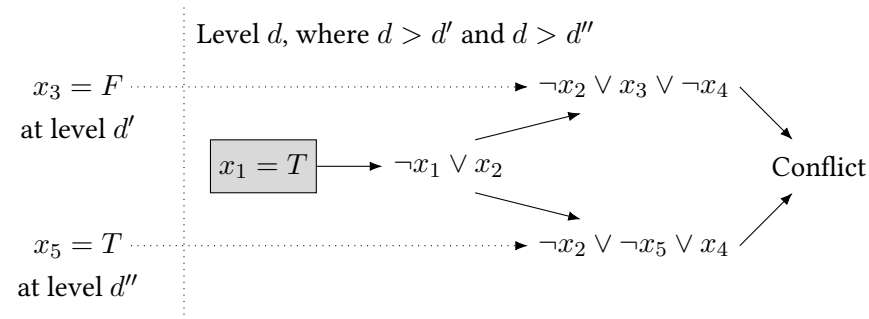 Level d, where d > d′ and d > d″
x₃ = F
¬x₂ ∨ x₃ ∨ ¬x₄
at level d′
x₁ = T
¬x₁ ∨ x₂
Conflict
x₅ = T
¬x₂ ∨ ¬x₅ ∨ x₄
at level d″